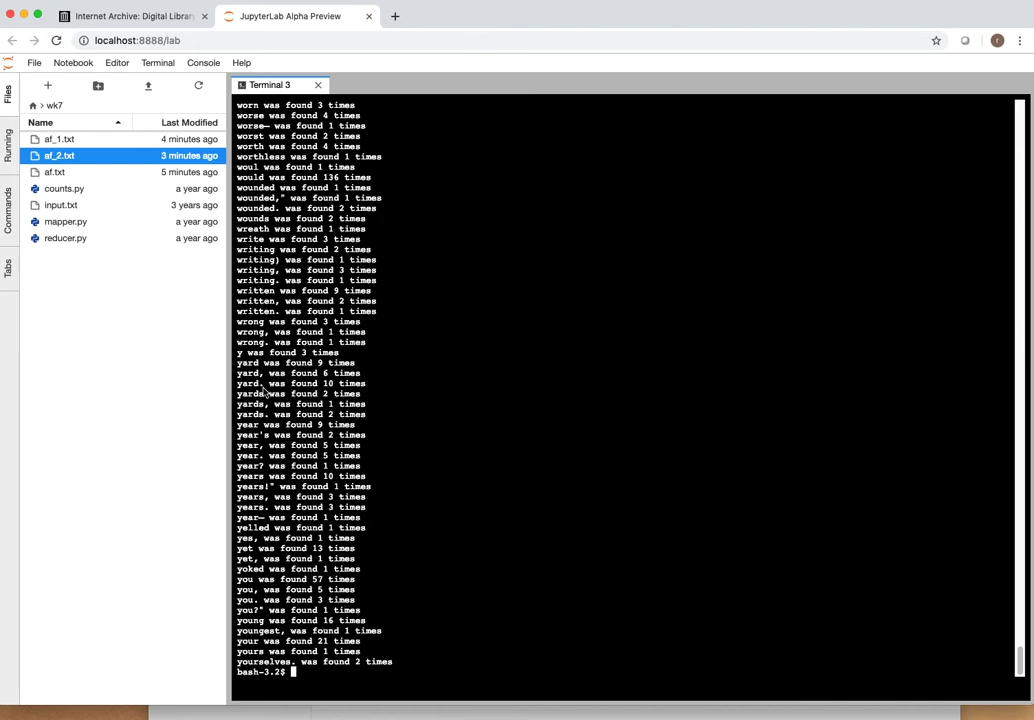 Internet Archive: Digital Library
JupyterLab Alpha Preview
localhost:8888/lab
r
File Notebook Editor Terminal Console Help
Files
Running
Commands
Tabs
> wk7
Name Last Modified
af_1.txt 4 minutes ago
af_2.txt 3 minutes ago
af.txt 5 minutes ago
counts.py a year ago
input.txt 3 years ago
mapper.py a year ago
reducer.py a year ago
Terminal 3
worn was found 3 times
worse was found 4 times
worse— was found 1 times
worst was found 2 times
worth was found 4 times
worthless was found 1 times
woul was found 1 times
would was found 136 times
wounded was found 1 times
wounded," was found 1 times
wounded. was found 2 times
wounds was found 2 times
wreath was found 1 times
write was found 3 times
writing was found 2 times
writing) was found 1 times
writing, was found 3 times
writing. was found 1 times
written was found 9 times
written, was found 2 times
written. was found 1 times
wrong was found 3 times
wrong, was found 1 times
wrong. was found 1 times
y was found 3 times
yard was found 9 times
yard, was found 6 times
yard. was found 10 times
yards was found 2 times
yards, was found 1 times
yards. was found 2 times
year was found 9 times
year's was found 2 times
year, was found 5 times
year. was found 5 times
year? was found 1 times
years was found 10 times
years!" was found 1 times
years, was found 3 times
years. was found 3 times
year— was found 1 times
yelled was found 1 times
yes, was found 1 times
yet was found 13 times
yet, was found 1 times
yoked was found 1 times
you was found 57 times
you, was found 5 times
you. was found 3 times
you?" was found 1 times
young was found 16 times
youngest, was found 1 times
your was found 21 times
yours was found 1 times
yourselves. was found 2 times
bash-3.2$